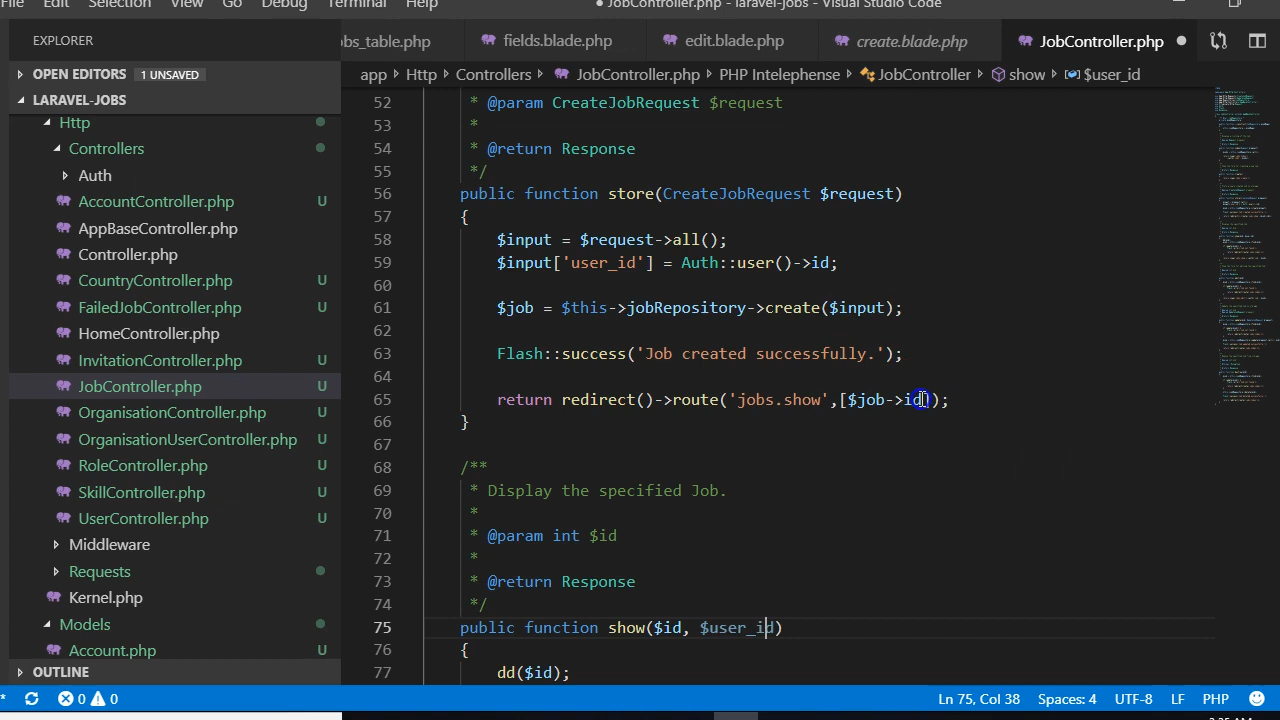 File Edit Selection View Go Debug Terminal Help ● JobController.php - laravel-jobs - Visual Studio Code
EXPLORER
obs_table.php fields.blade.php edit.blade.php create.blade.php JobController.php ●
OPEN EDITORS 1 UNSAVED
app Http Controllers JobController.php PHP Intelephense JobController show $user_id
LARAVEL-JOBS
Http
Controllers
Auth
AccountController.php U
AppBaseController.php
Controller.php
CountryController.php U
FailedJobController.php U
HomeController.php
InvitationController.php U
JobController.php U
OrganisationController.php U
OrganisationUserController.php U
RoleController.php U
SkillController.php U
UserController.php U
Middleware
Requests
Kernel.php
Models
Account.php U
OUTLINE
52 * @param CreateJobRequest $request
53 *
54 * @return Response
55 */
56 public function store(CreateJobRequest $request)
57 {
58 $input = $request->all();
59 $input['user_id'] = Auth::user()->id;
60
61 $job = $this->jobRepository->create($input);
62
63 Flash::success('Job created successfully.');
64
65 return redirect()->route('jobs.show',[$job->id]);
66 }
67
68 /**
69 * Display the specified Job.
70 *
71 * @param int $id
72 *
73 * @return Response
74 */
75 public function show($id, $user_id)
76 {
77 dd($id);
* 0 0 Ln 75, Col 38 Spaces: 4 UTF-8 LF PHP